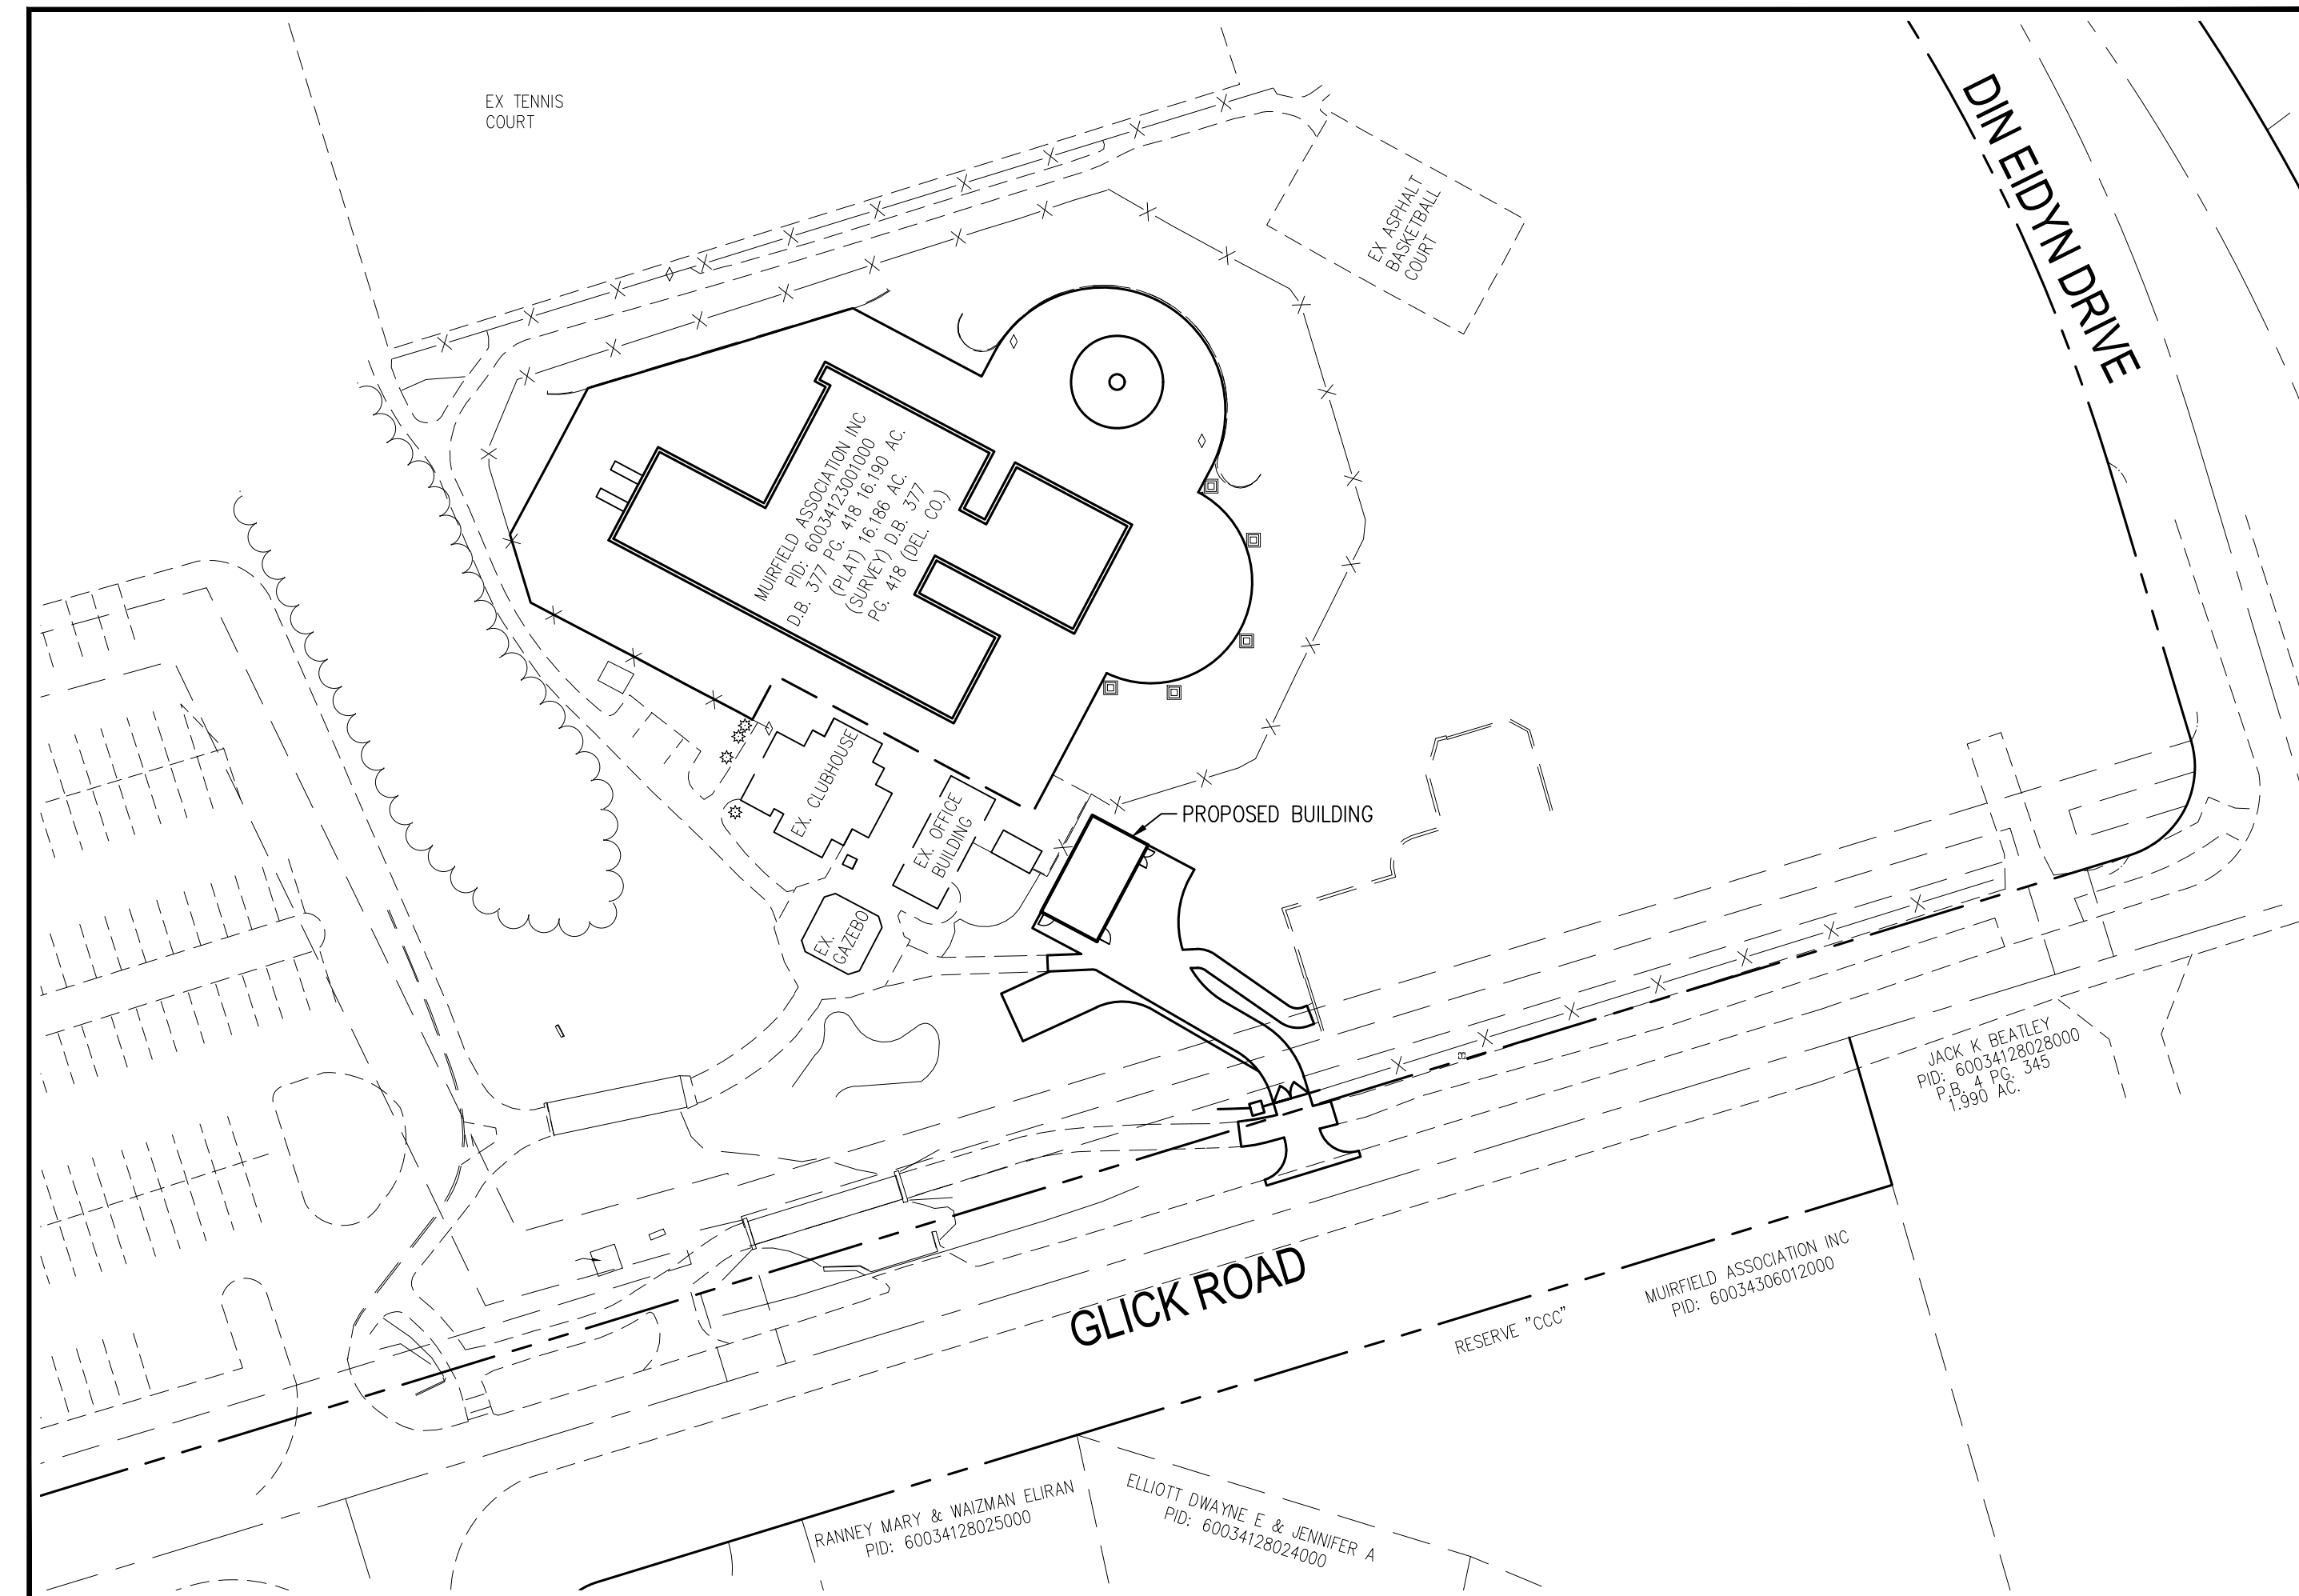 EX TENNIS
COURT
DIN EIDYN DRIVE
EX ASPHALT
BASKETBALL
COURT
MUIRFIELD ASSOCIATION INC
PID: 60034123001000
D.B. 377 PG. 418 16.190 AC.
(PLAT) 16.186 AC.
(SURVEY) D.B. 377
PG. 418 (DEL. CO.)
EX. CLUBHOUSE
EX. OFFICE
BUILDING
PROPOSED BUILDING
EX.
GAZEBO
JACK K BEATLEY
PID: 60034128028000
P.B. 4 PG. 345
1.990 AC.
GLICK ROAD
MUIRFIELD ASSOCIATION INC
PID: 60034306012000
RESERVE "CCC"
RANNEY MARY & WAIZMAN ELIRAN
PID: 60034128025000
ELLIOTT DWAYNE E & JENNIFER A
PID: 60034128024000